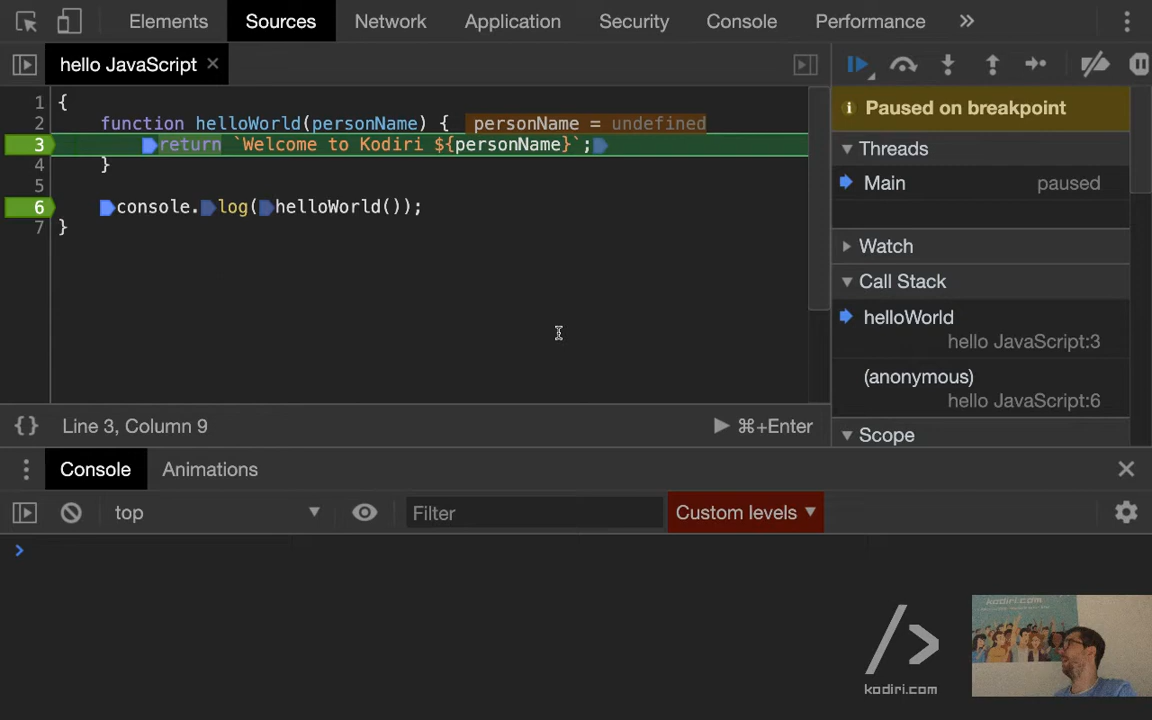 Elements Sources Network Application Security Console Performance »
hello JavaScript ×
1 {
2 function helloWorld(personName) { personName = undefined
3 return `Welcome to Kodiri ${personName}`;
4 }
5
6 console.log(helloWorld());
7 }
{} Line 3, Column 9 ⌘+Enter
Paused on breakpoint
Threads
Main paused
Watch
Call Stack
helloWorld
hello JavaScript:3
(anonymous)
hello JavaScript:6
Scope
Console Animations
top Filter Custom levels
>
kodiri.com
kodiri.com